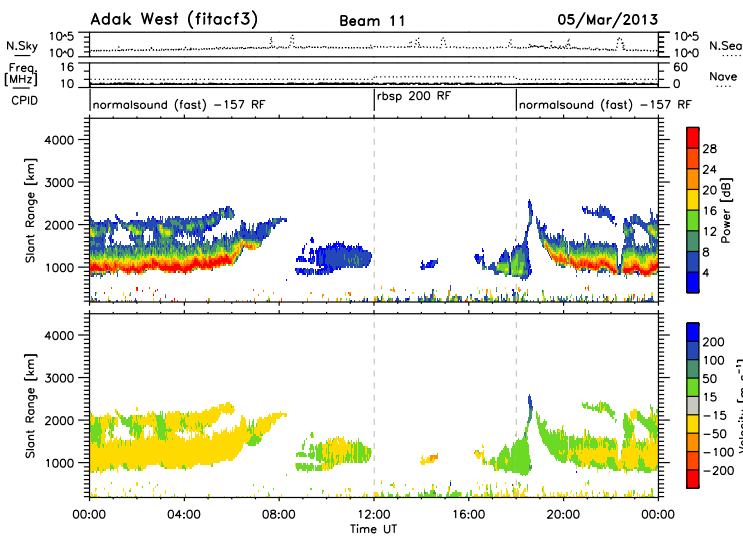 Adak West (fitacf3) Beam 11 05/Mar/2013
N.Sky 10^5 10^0 10^5 10^0 N.Sea
Freq [MHz] 16 10 60 0 Nave
CPID normalsound (fast) -157 RF rbsp 200 RF normalsound (fast) -157 RF
Slant Range [km] 4000 3000 2000 1000
28 24 20 16 12 8 4 Power [dB]
Slant Range [km] 4000 3000 2000 1000
200 100 50 15 -15 -50 -100 -200 Velocity [m s^-1]
00:00 04:00 08:00 12:00 16:00 20:00 00:00
Time UT